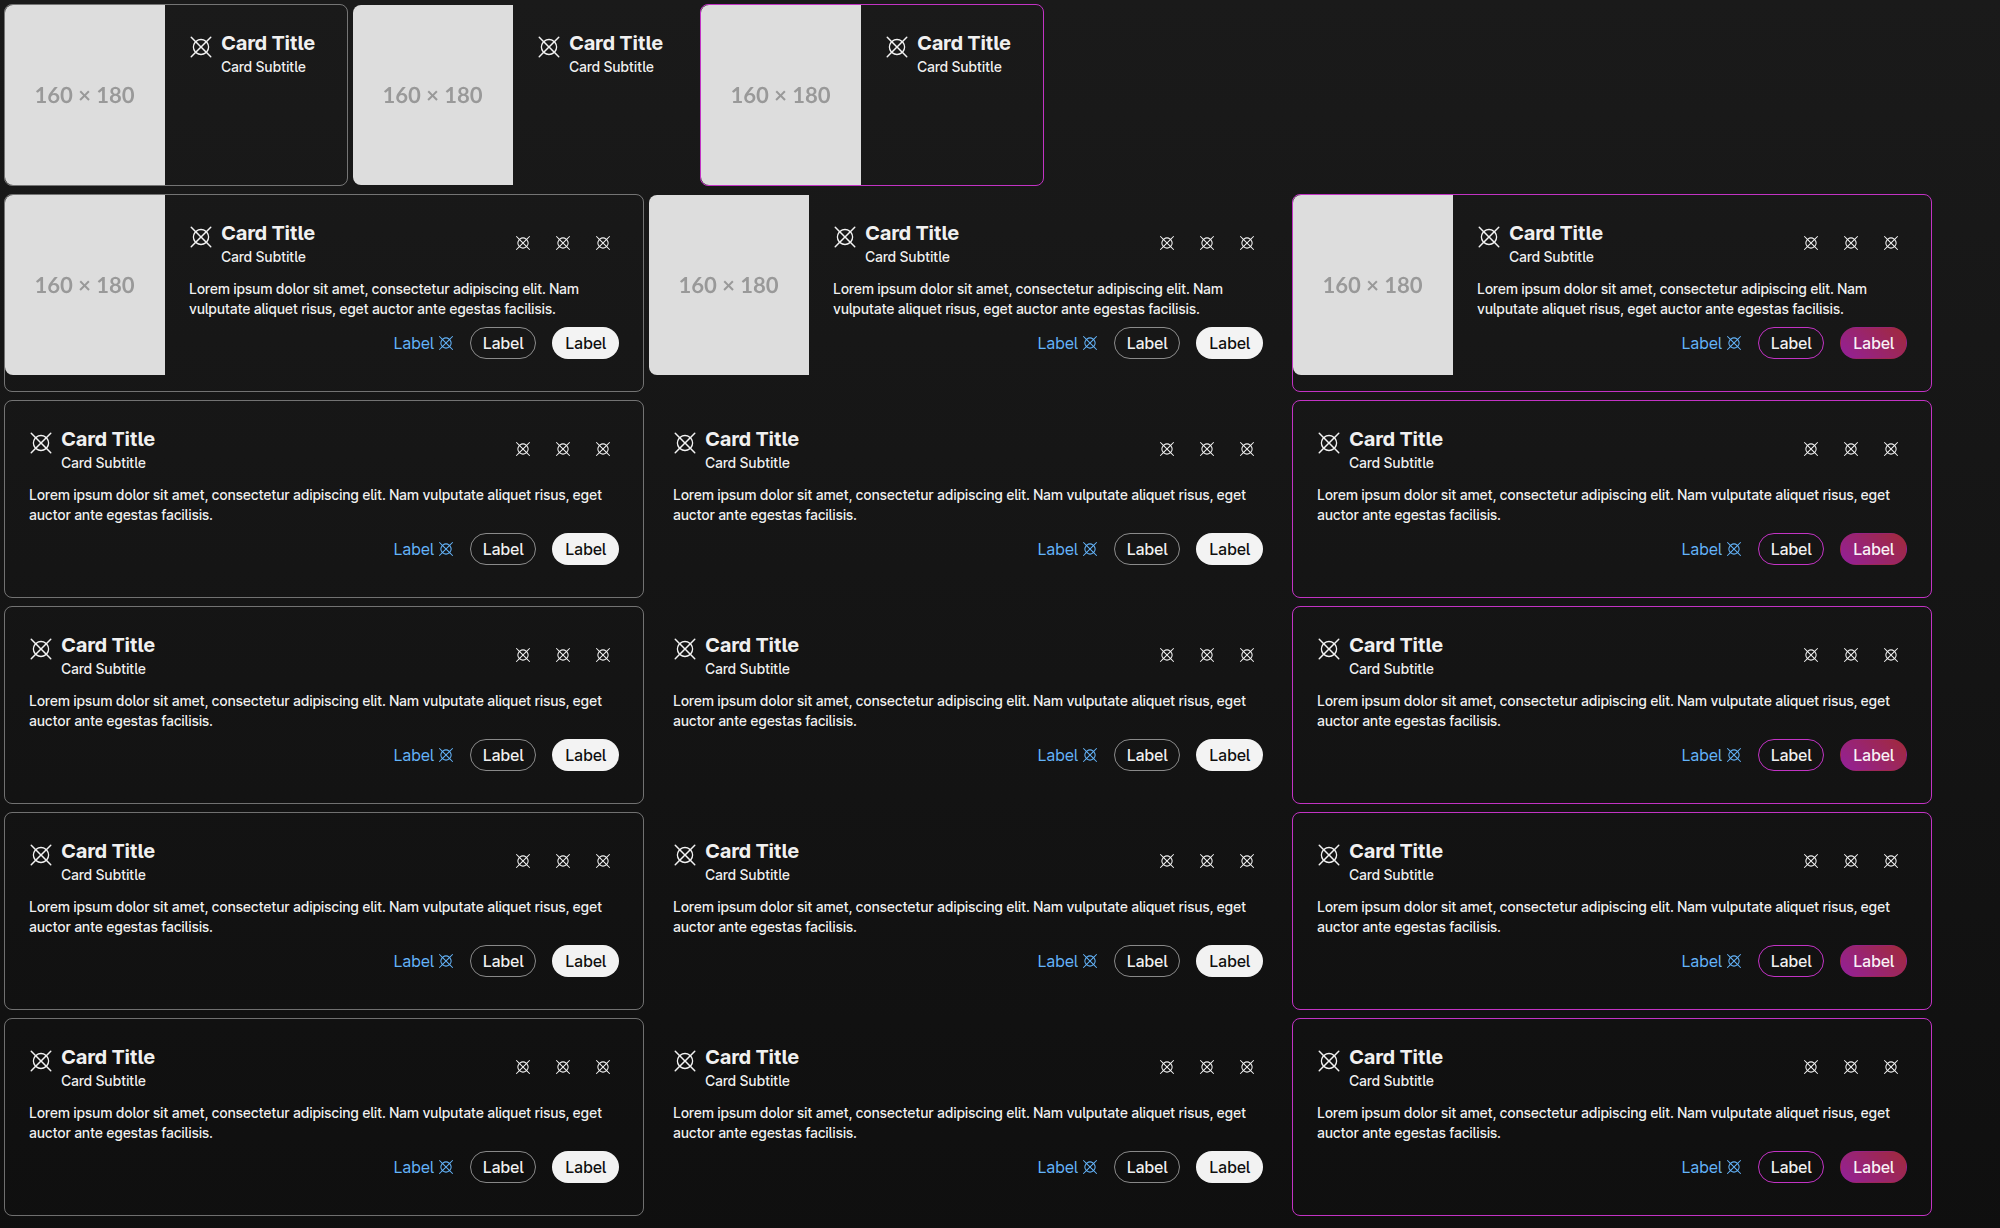 160 × 180
Card Title
Card Subtitle
160 × 180
Card Title
Card Subtitle
160 × 180
Card Title
Card Subtitle
160 × 180
Card Title
Card Subtitle
Lorem ipsum dolor sit amet, consectetur adipiscing elit. Nam
vulputate aliquet risus, eget auctor ante egestas facilisis.
Label Label Label
160 × 180
Card Title
Card Subtitle
Lorem ipsum dolor sit amet, consectetur adipiscing elit. Nam
vulputate aliquet risus, eget auctor ante egestas facilisis.
Label Label Label
160 × 180
Card Title
Card Subtitle
Lorem ipsum dolor sit amet, consectetur adipiscing elit. Nam
vulputate aliquet risus, eget auctor ante egestas facilisis.
Label Label Label
Card Title
Card Subtitle
Lorem ipsum dolor sit amet, consectetur adipiscing elit. Nam vulputate aliquet risus, eget
auctor ante egestas facilisis.
Label Label Label
Card Title
Card Subtitle
Lorem ipsum dolor sit amet, consectetur adipiscing elit. Nam vulputate aliquet risus, eget
auctor ante egestas facilisis.
Label Label Label
Card Title
Card Subtitle
Lorem ipsum dolor sit amet, consectetur adipiscing elit. Nam vulputate aliquet risus, eget
auctor ante egestas facilisis.
Label Label Label
Card Title
Card Subtitle
Lorem ipsum dolor sit amet, consectetur adipiscing elit. Nam vulputate aliquet risus, eget
auctor ante egestas facilisis.
Label Label Label
Card Title
Card Subtitle
Lorem ipsum dolor sit amet, consectetur adipiscing elit. Nam vulputate aliquet risus, eget
auctor ante egestas facilisis.
Label Label Label
Card Title
Card Subtitle
Lorem ipsum dolor sit amet, consectetur adipiscing elit. Nam vulputate aliquet risus, eget
auctor ante egestas facilisis.
Label Label Label
Card Title
Card Subtitle
Lorem ipsum dolor sit amet, consectetur adipiscing elit. Nam vulputate aliquet risus, eget
auctor ante egestas facilisis.
Label Label Label
Card Title
Card Subtitle
Lorem ipsum dolor sit amet, consectetur adipiscing elit. Nam vulputate aliquet risus, eget
auctor ante egestas facilisis.
Label Label Label
Card Title
Card Subtitle
Lorem ipsum dolor sit amet, consectetur adipiscing elit. Nam vulputate aliquet risus, eget
auctor ante egestas facilisis.
Label Label Label
Card Title
Card Subtitle
Lorem ipsum dolor sit amet, consectetur adipiscing elit. Nam vulputate aliquet risus, eget
auctor ante egestas facilisis.
Label Label Label
Card Title
Card Subtitle
Lorem ipsum dolor sit amet, consectetur adipiscing elit. Nam vulputate aliquet risus, eget
auctor ante egestas facilisis.
Label Label Label
Card Title
Card Subtitle
Lorem ipsum dolor sit amet, consectetur adipiscing elit. Nam vulputate aliquet risus, eget
auctor ante egestas facilisis.
Label Label Label